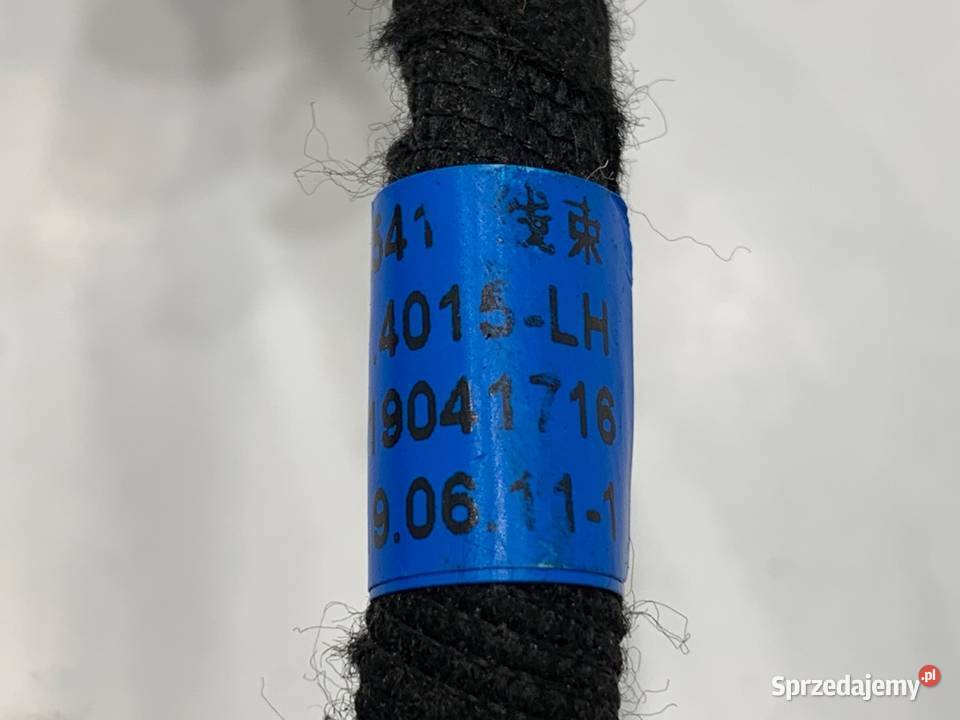 541 线束
.4015-LH
19041716
9.06.11-1
Sprzedajemy.pl